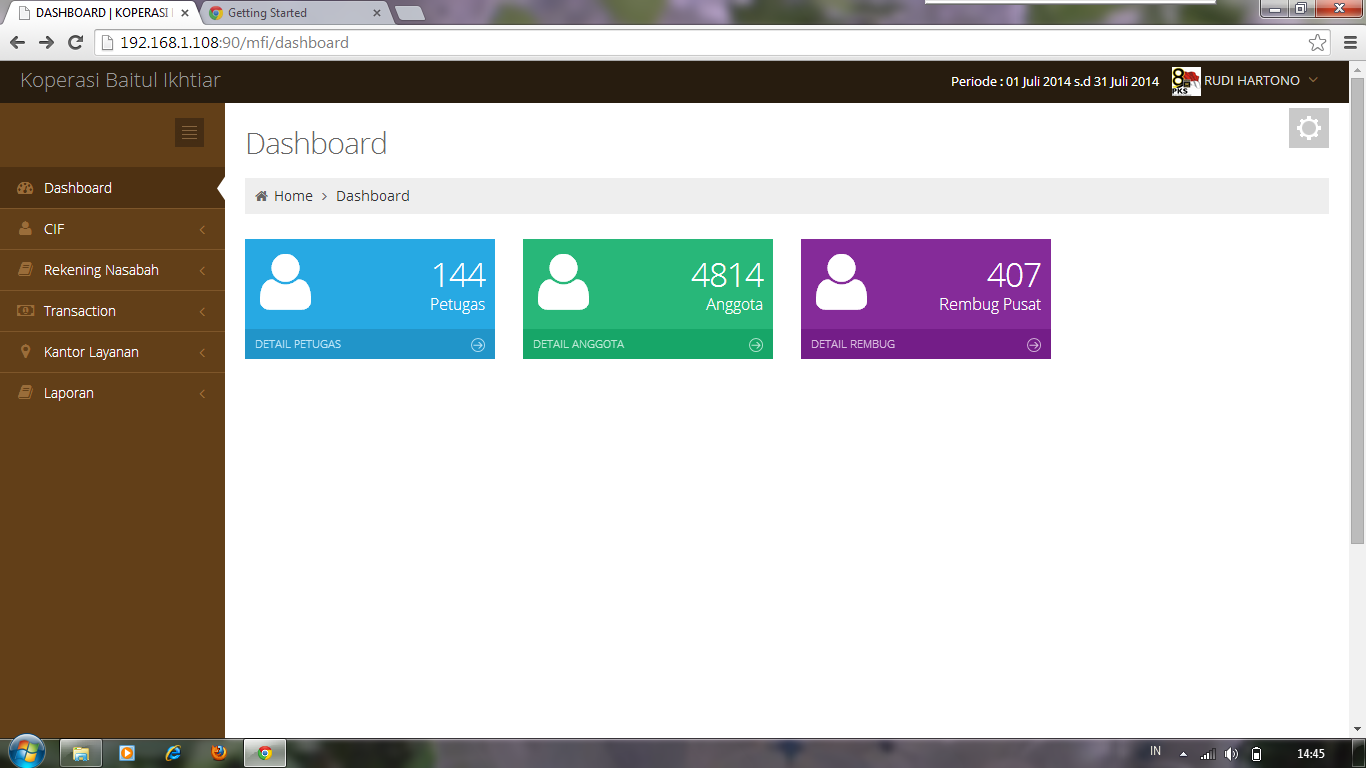 DASHBOARD | KOPERASI
Getting Started
192.168.1.108:90/mfi/dashboard
Koperasi Baitul Ikhtiar
Periode : 01 Juli 2014 s.d 31 Juli 2014
8
PKS
RUDI HARTONO
Dashboard
Home > Dashboard
Dashboard
CIF
Rekening Nasabah
Transaction
Kantor Layanan
Laporan
144
Petugas
DETAIL PETUGAS
4814
Anggota
DETAIL ANGGOTA
407
Rembug Pusat
DETAIL REMBUG
IN
14:45